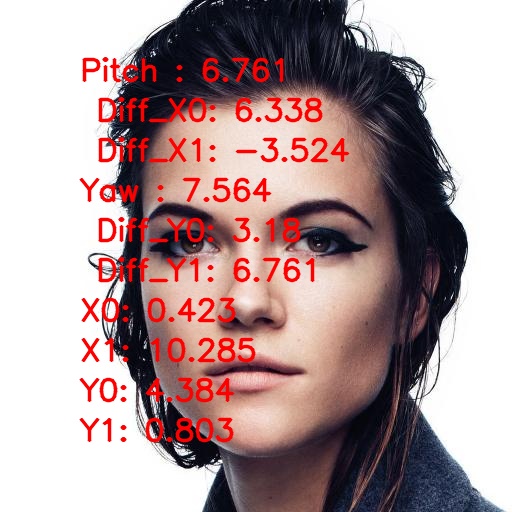 Pitch : 6.761
Diff_X0: 6.338
Diff_X1: -3.524
Yaw : 7.564
Diff_Y0: 3.18
Diff_Y1: 6.761
X0: 0.423
X1: 10.285
Y0: 4.384
Y1: 0.803